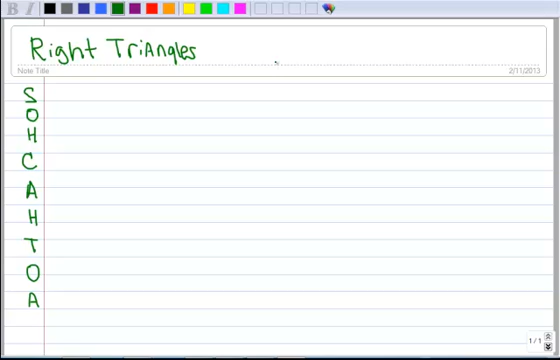 B I
Right TriAngles
Note Title
2/11/2013
S
O
H
C
A
H
T
O
A
1/1